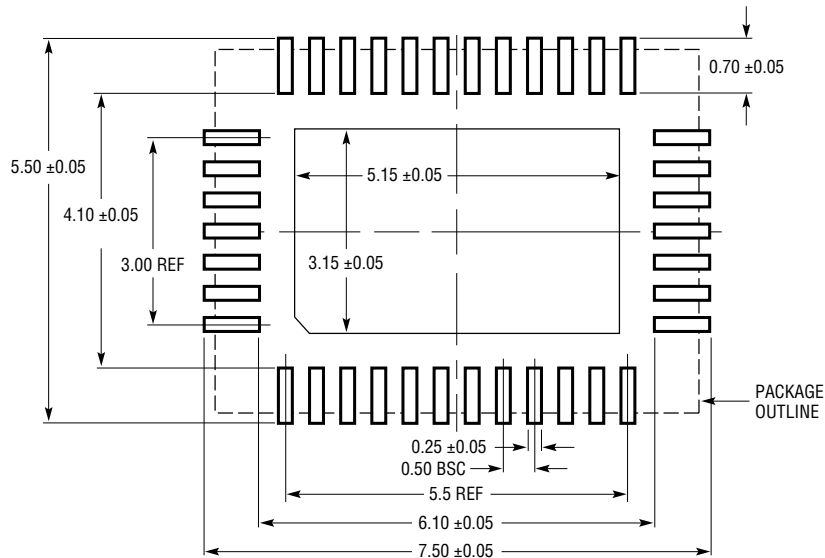 0.70 ±0.05
5.50 ±0.05
5.15 ±0.05
4.10 ±0.05
3.00 REF
3.15 ±0.05
PACKAGE
OUTLINE
0.25 ±0.05
0.50 BSC
5.5 REF
6.10 ±0.05
7.50 ±0.05